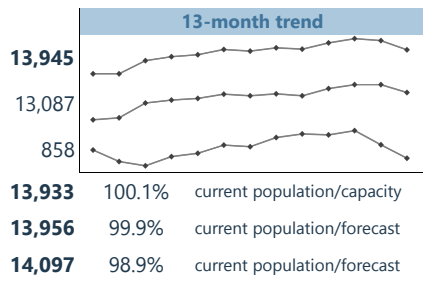 13-month trend
13,945
13,087
858
13,933 100.1% current population/capacity
13,956 99.9% current population/forecast
14,097 98.9% current population/forecast